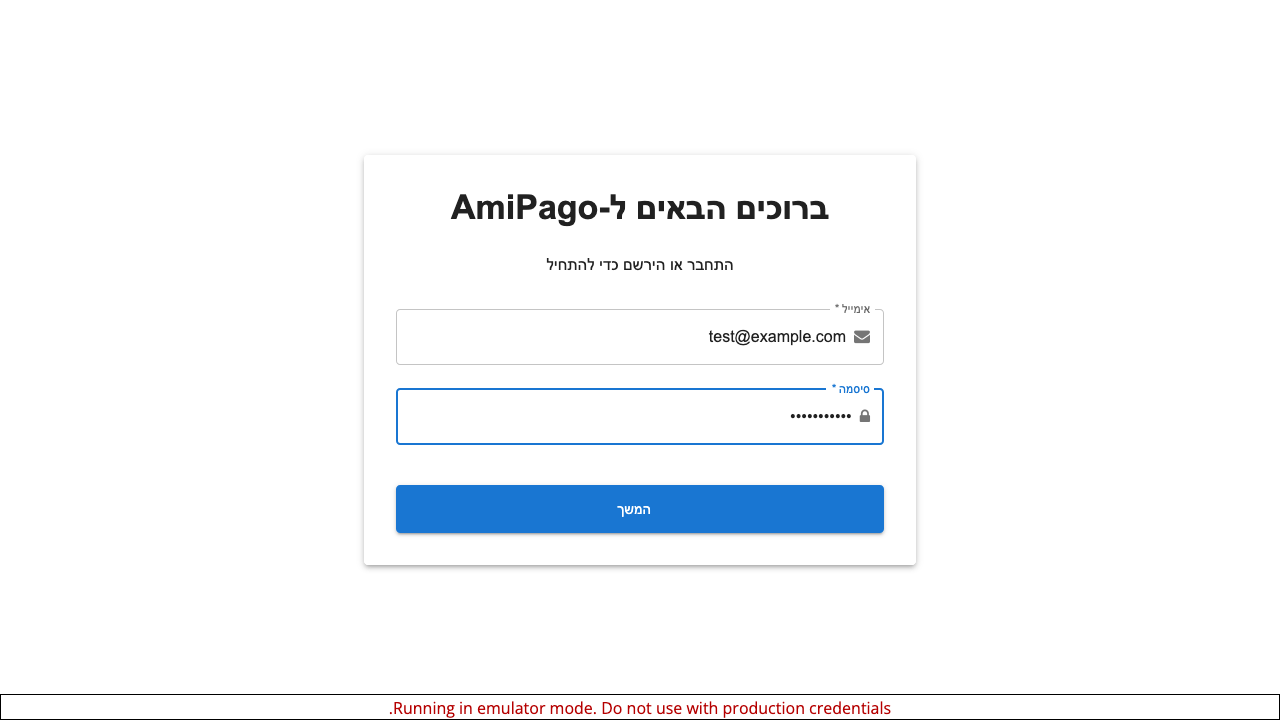 ברוכים הבאים ל-AmiPago
התחבר או הירשם כדי להתחיל
אימייל *
test@example.com
סיסמה *
•••••••••••
המשך
Running in emulator mode. Do not use with production credentials.